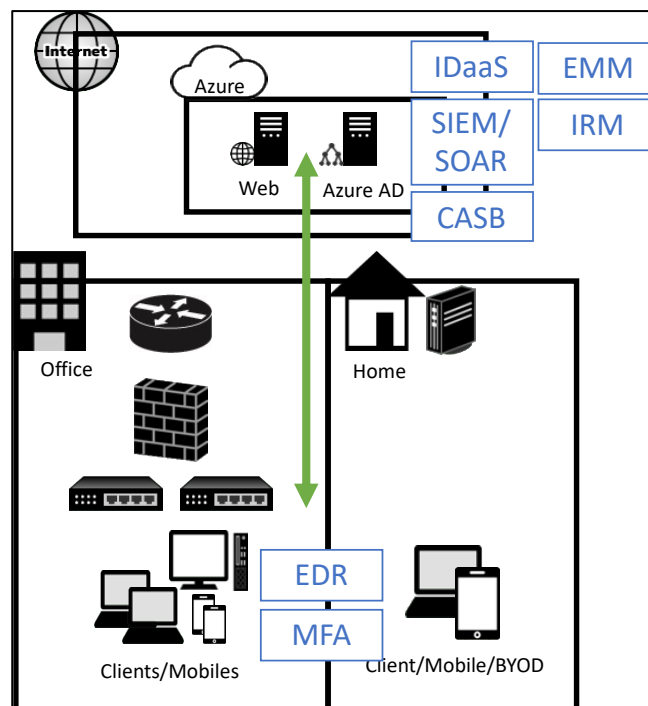 Internet
Azure
IDaaS
EMM
SIEM/
SOAR
IRM
Web
Azure AD
CASB
Office
Home
EDR
MFA
Clients/Mobiles
Client/Mobile/BYOD